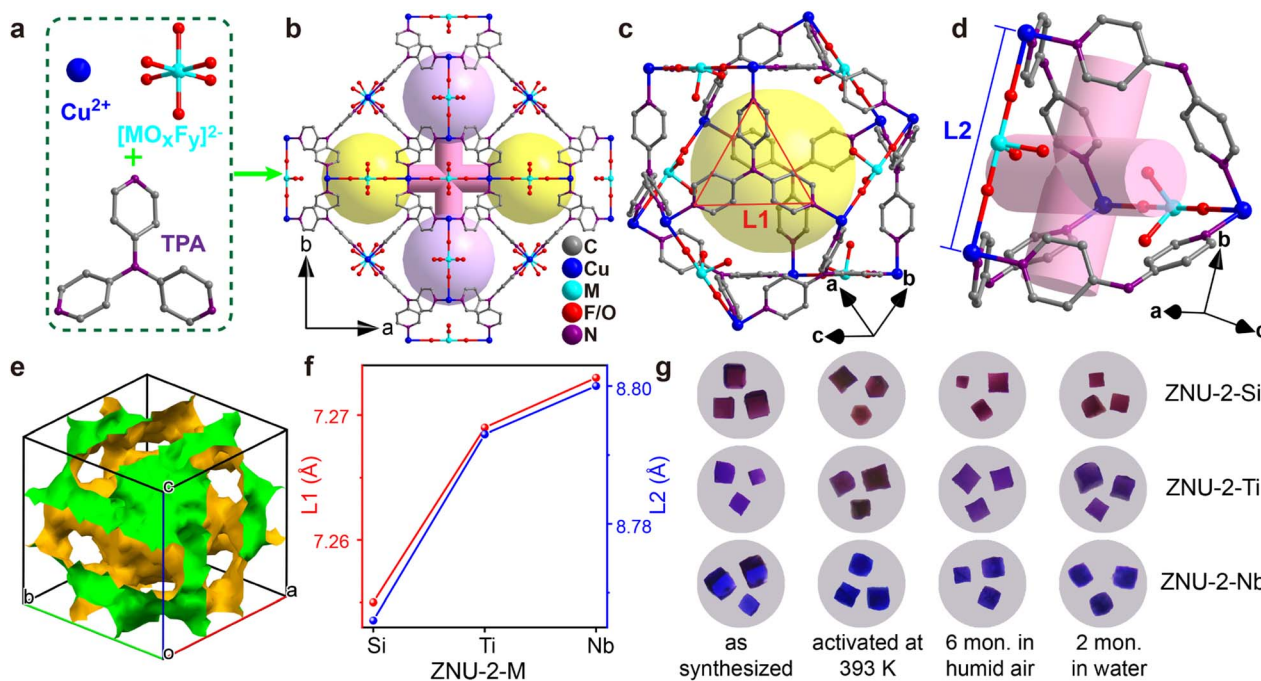 a
Cu2+
[MOxFy]2-
+
TPA
b
b
a
C
Cu
M
F/O
N
c
L1
a
b
c
d
L2
b
a
c
e
c
b
a
o
f
L1 (Å)
7.27
7.26
8.80
8.78
L2 (Å)
Si
Ti
Nb
ZNU-2-M
g
ZNU-2-Si
ZNU-2-Ti
ZNU-2-Nb
as
synthesized
activated at
393 K
6 mon. in
humid air
2 mon.
in water